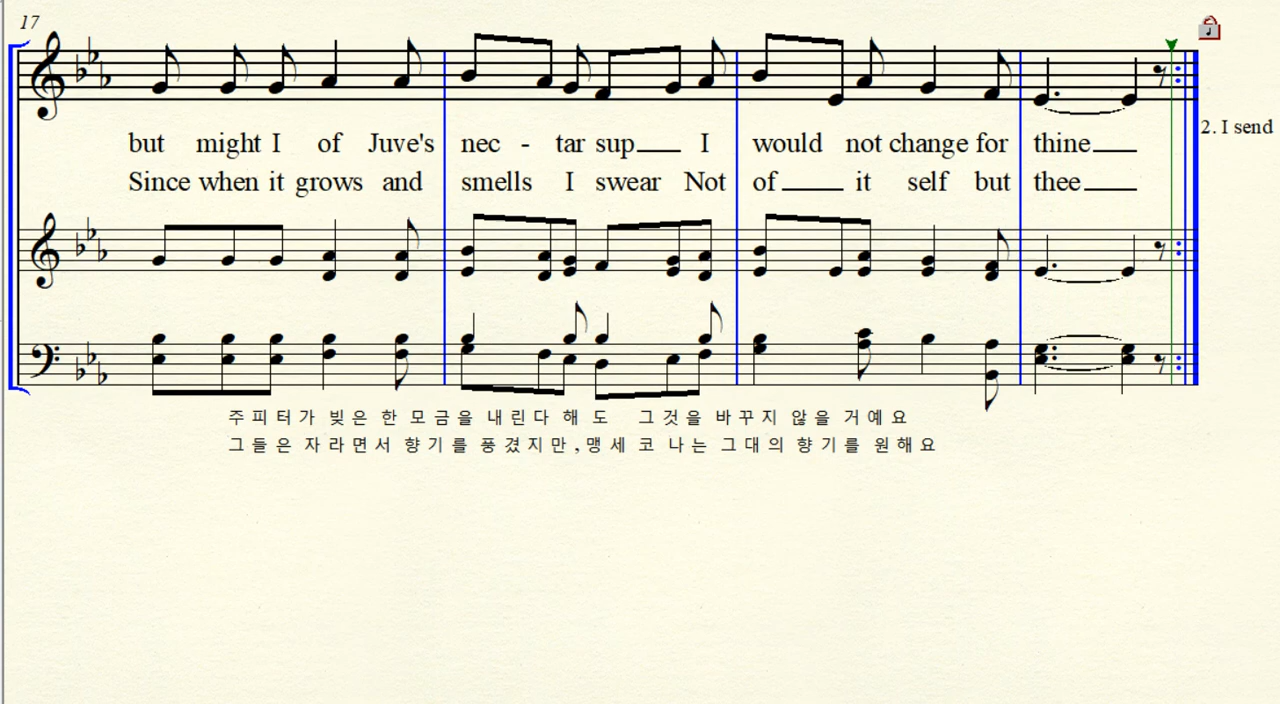 17
but might I of Juve's nec - tar sup I would not change for thine
2. I send
Since when it grows and smells I swear Not of it self but thee
주피터가 빚은 한 모금을 내린다 해도 그것을 바꾸지 않을 거예요
그들은 자라면서 향기를 풍겼지만, 맹세코 나는 그대의 향기를 원해요